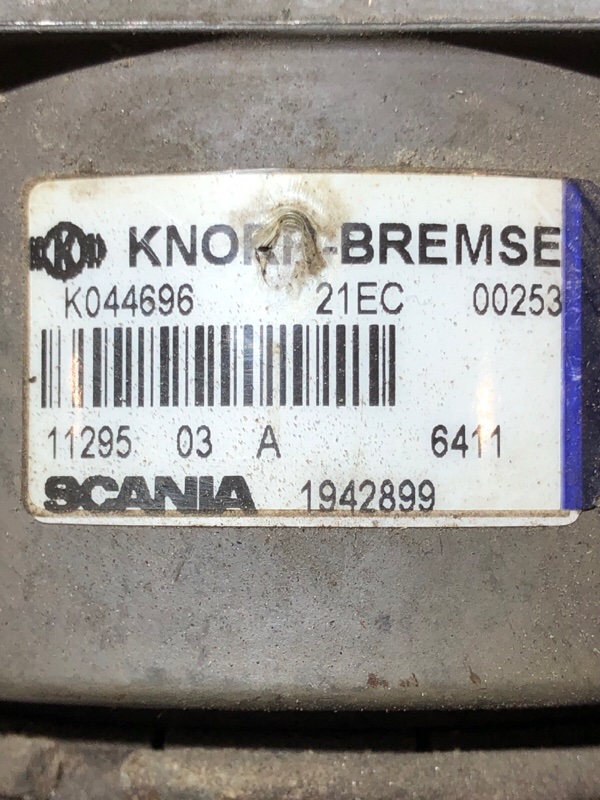 KNORR-BREMSE
K044696 21EC 00253
11295 03 A 6411
SCANIA 1942899